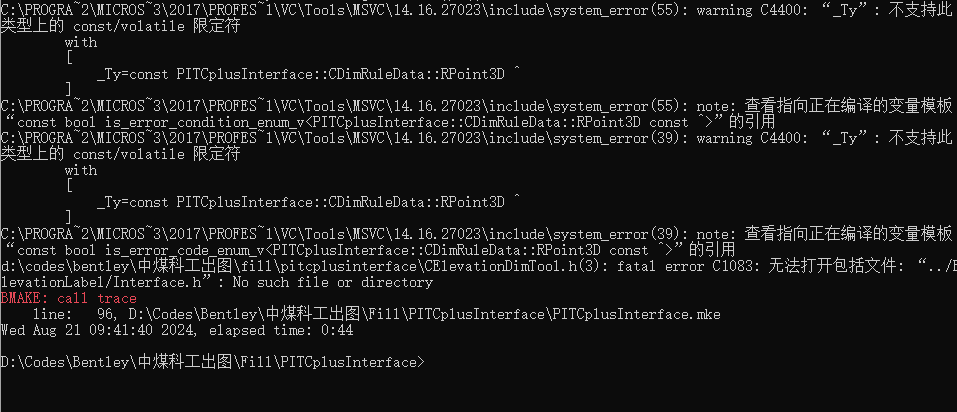 C:\PROGRA~2\MICROS~3\2017\PROFES~1\VC\Tools\MSVC\14.16.27023\include\system_error(55): warning C4400: “_Ty”: 不支持此
类型上的 const/volatile 限定符
with
[
_Ty=const PITCplusInterface::CDimRuleData::RPoint3D ^
]
C:\PROGRA~2\MICROS~3\2017\PROFES~1\VC\Tools\MSVC\14.16.27023\include\system_error(55): note: 查看指向正在编译的变量模板
“const bool is_error_condition_enum_v<PITCplusInterface::CDimRuleData::RPoint3D const ^>”的引用
C:\PROGRA~2\MICROS~3\2017\PROFES~1\VC\Tools\MSVC\14.16.27023\include\system_error(39): warning C4400: “_Ty”: 不支持此
类型上的 const/volatile 限定符
with
[
_Ty=const PITCplusInterface::CDimRuleData::RPoint3D ^
]
C:\PROGRA~2\MICROS~3\2017\PROFES~1\VC\Tools\MSVC\14.16.27023\include\system_error(39): note: 查看指向正在编译的变量模板
“const bool is_error_code_enum_v<PITCplusInterface::CDimRuleData::RPoint3D const ^>”的引用
d:\codes\bentley\中煤科工出图\fill\pitcplusinterface\CElevationDimTool.h(3): fatal error C1083: 无法打开包括文件: “../E
levationLabel/Interface.h”: No such file or directory
BMAKE: call trace
line: 96, D:\Codes\Bentley\中煤科工出图\Fill\PITCplusInterface\PITCplusInterface.mke
Wed Aug 21 09:41:40 2024, elapsed time: 0:44
D:\Codes\Bentley\中煤科工出图\Fill\PITCplusInterface>